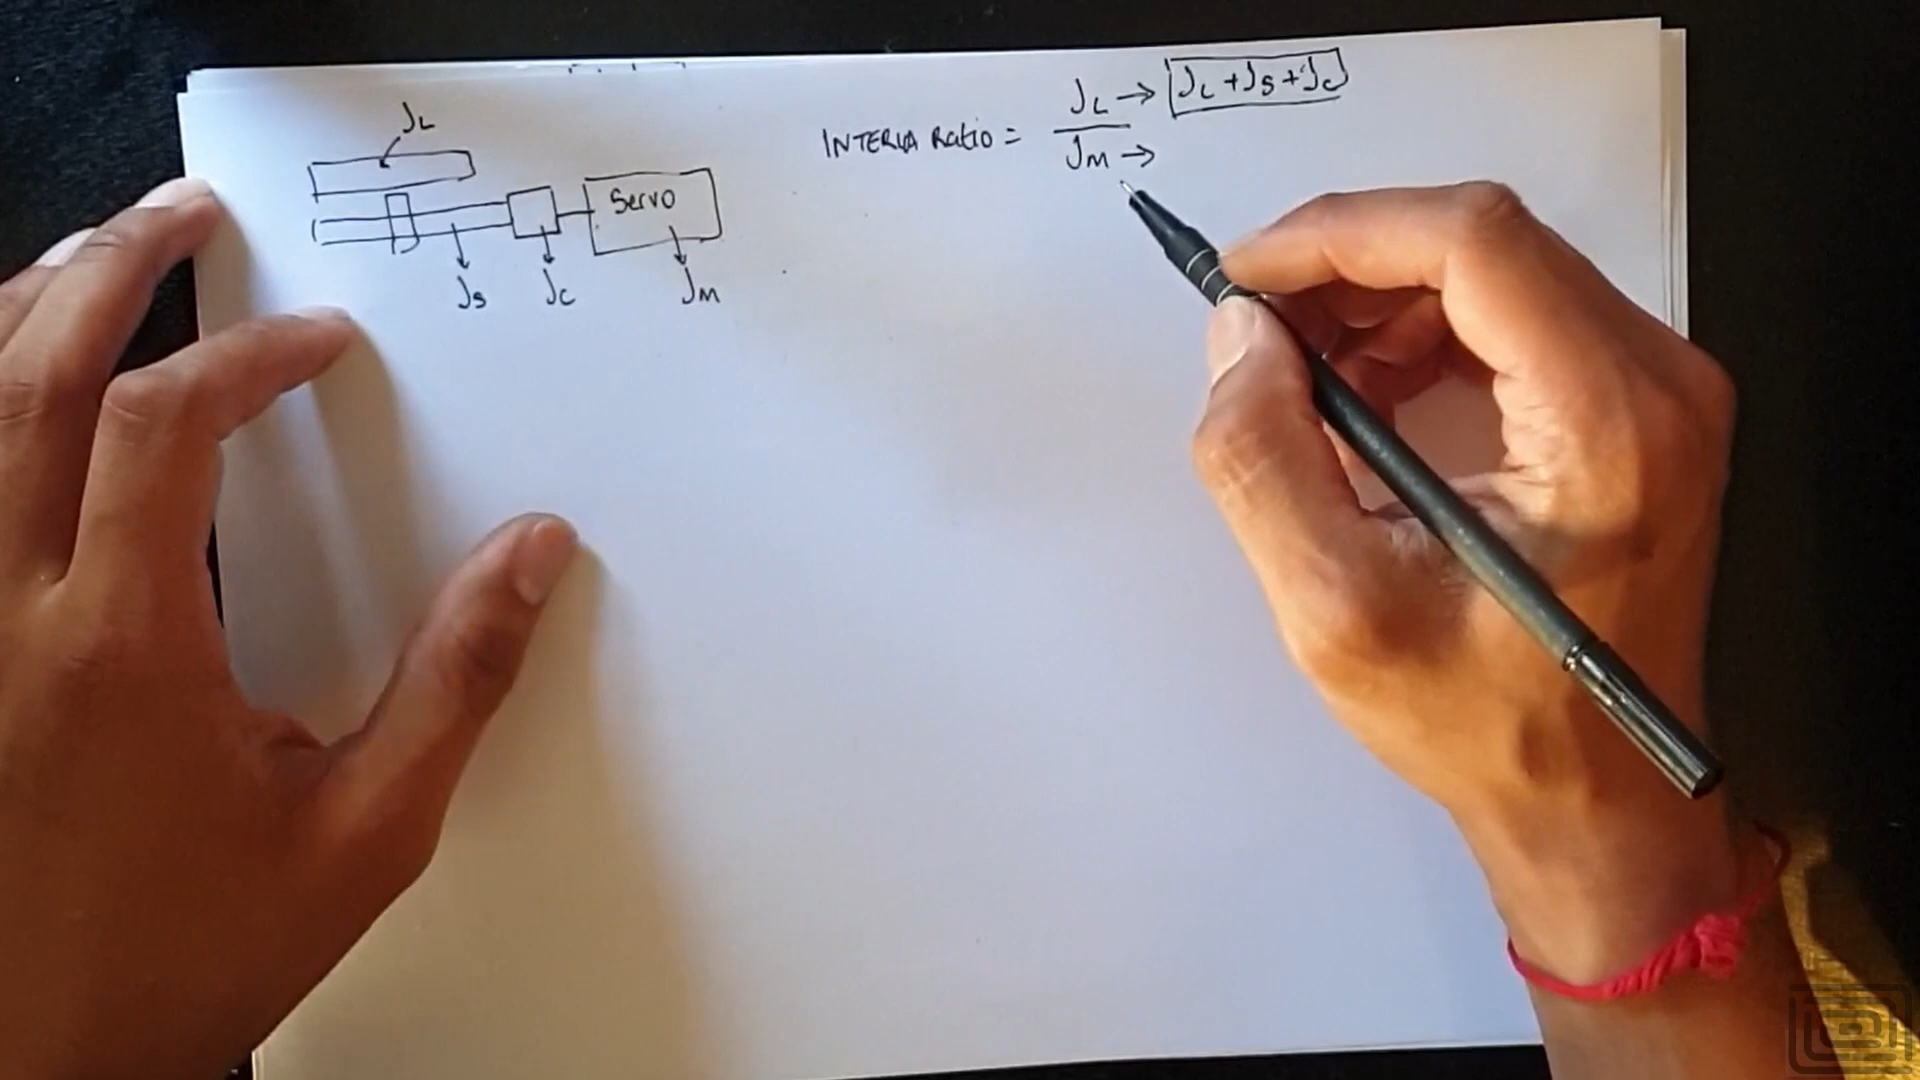 JL
Servo
Js Jc JM
INTERIA Ratio = JL → JL + Js + Jc
JM →